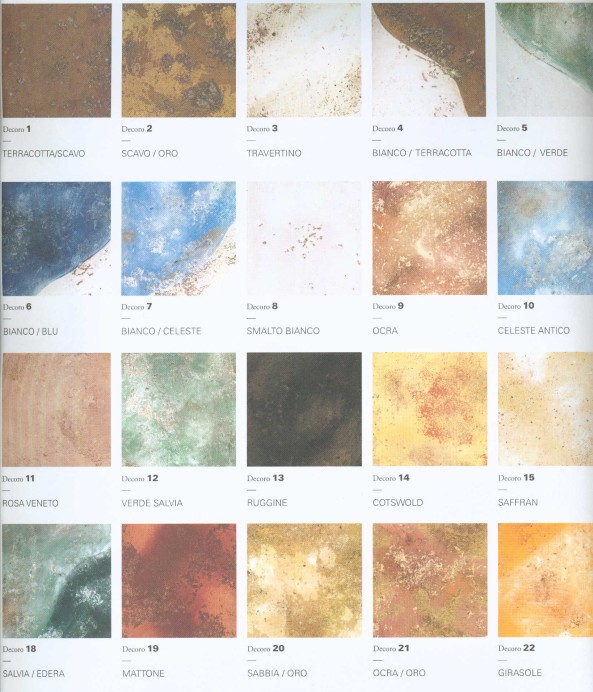 Decoro 1
Decoro 2
Decoro 3
Decoro 4
Decoro 5
TERRACOTTA/SCAVO
SCAVO / ORO
TRAVERTINO
BIANCO / TERRACOTTA
BIANCO / VERDE
Decoro 6
Decoro 7
Decoro 8
Decoro 9
Decoro 10
BIANCO / BLU
BIANCO / CELESTE
SMALTO BIANCO
OCRA
CELESTE ANTICO
Decoro 11
Decoro 12
Decoro 13
Decoro 14
Decoro 15
ROSA VENETO
VERDE SALVIA
RUGGINE
COTSWOLD
SAFFRAN
Decoro 18
Decoro 19
Decoro 20
Decoro 21
Decoro 22
SALVIA / EDERA
MATTONE
SABBIA / ORO
OCRA / ORO
GIRASOLE